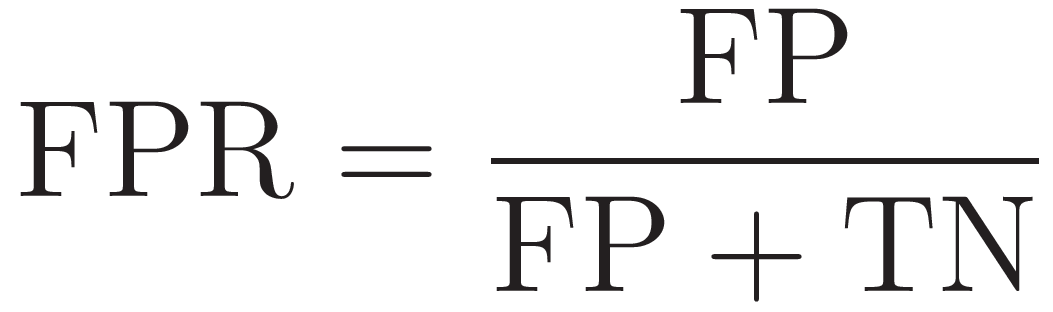 FPR = FP / FP + TN